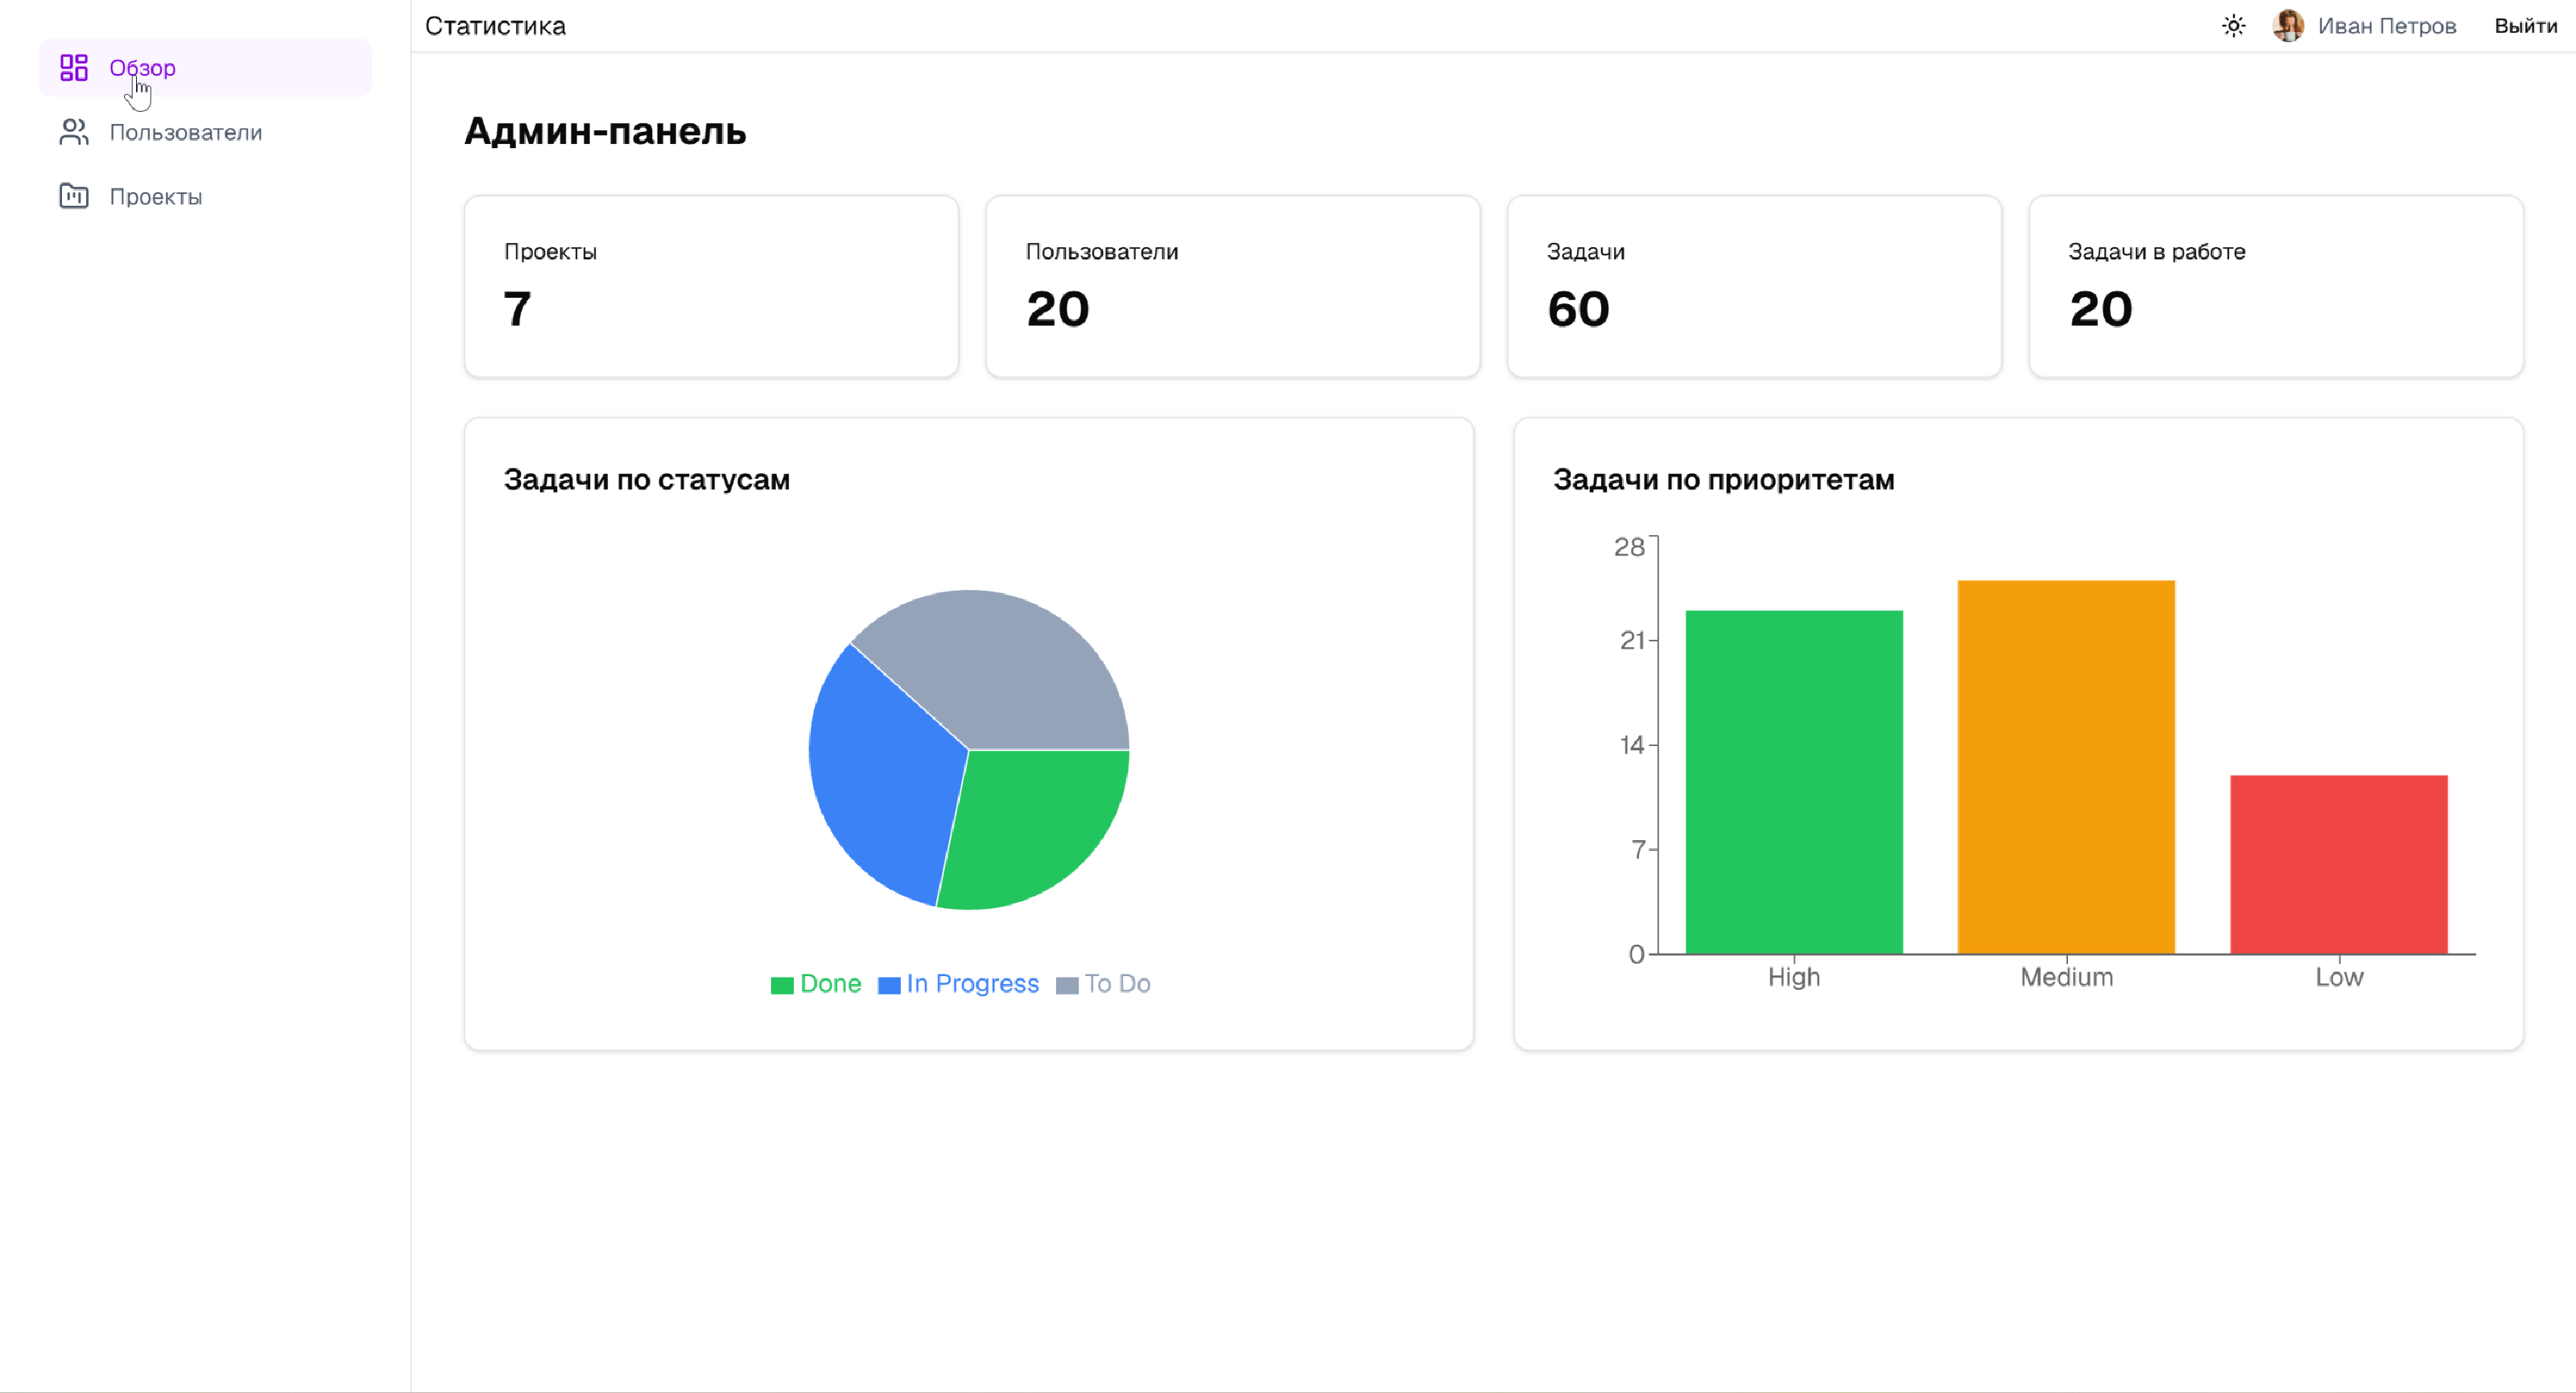 Обзор
Пользователи
Проекты
Статистика
Иван Петров
Выйти
Админ-панель
Проекты
7
Пользователи
20
Задачи
60
Задачи в работе
20
Задачи по статусам
Done
In Progress
To Do
Задачи по приоритетам
28
21
14
7
0
High
Medium
Low